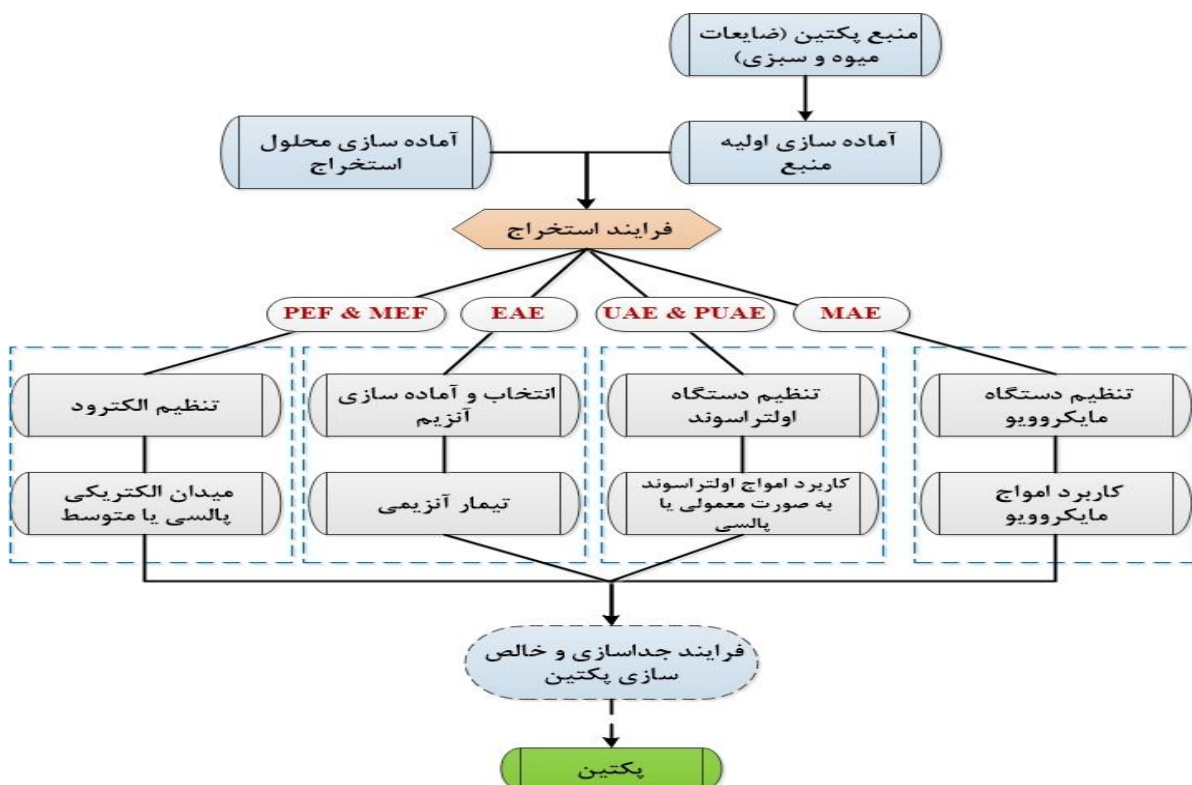 منبع پکتین (ضایعات
میوه و سبزی)
آماده سازی اولیه
منبع
آماده سازی محلول
استخراج
فرایند استخراج
MAE
UAE & PUAE
EAE
PEF & MEF
تنظیم دستگاه
مایکروویو
تنظیم دستگاه
اولتراسوند
انتخاب و آماده سازی
آنزیم
تنظیم الکترود
کاربرد امواج
مایکروویو
کاربرد امواج اولتراسوند
به صورت معمولی یا
پالسی
تیمار آنزیمی
میدان الکتریکی
پالسی یا متوسط
فرایند جداسازی و خالص
سازی پکتین
پکتین